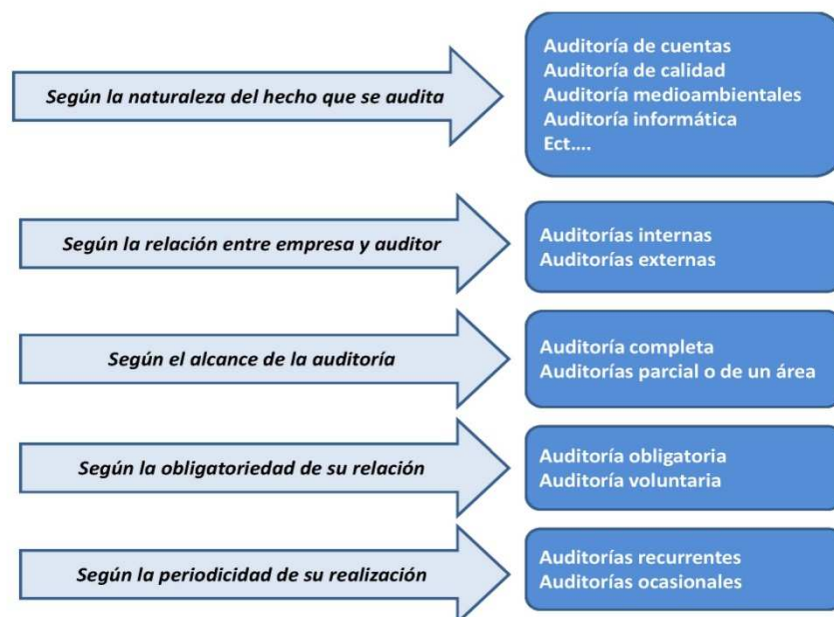 Según la naturaleza del hecho que se audita
Auditoría de cuentas
Auditoría de calidad
Auditoría medioambientales
Auditoría informática
Ect....
Según la relación entre empresa y auditor
Auditorías internas
Auditorías externas
Según el alcance de la auditoría
Auditoría completa
Auditorías parcial o de un área
Según la obligatoriedad de su relación
Auditoría obligatoria
Auditoría voluntaria
Según la periodicidad de su realización
Auditorías recurrentes
Auditorías ocasionales